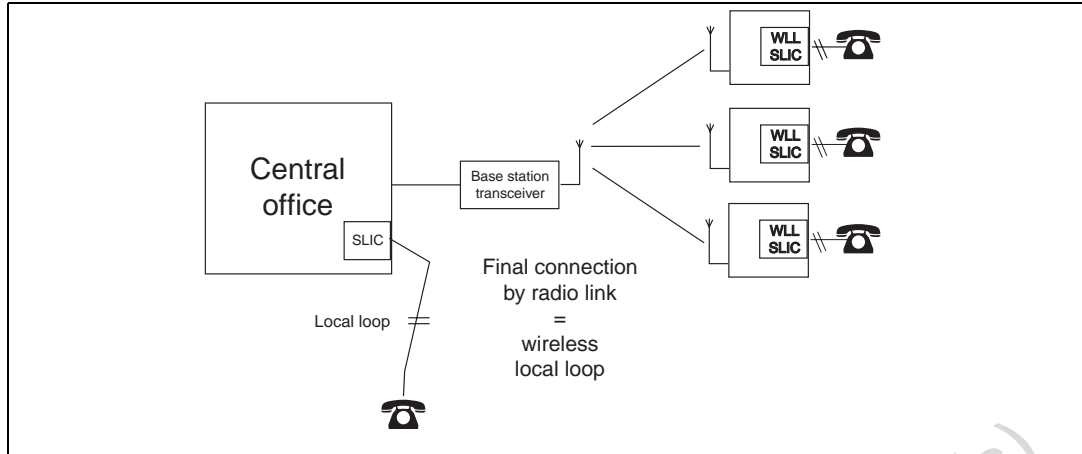 WLL
SLIC
WLL
SLIC
WLL
SLIC
Central
office
SLIC
Base station
transceiver
Local loop
Final connection
by radio link
=
wireless
local loop